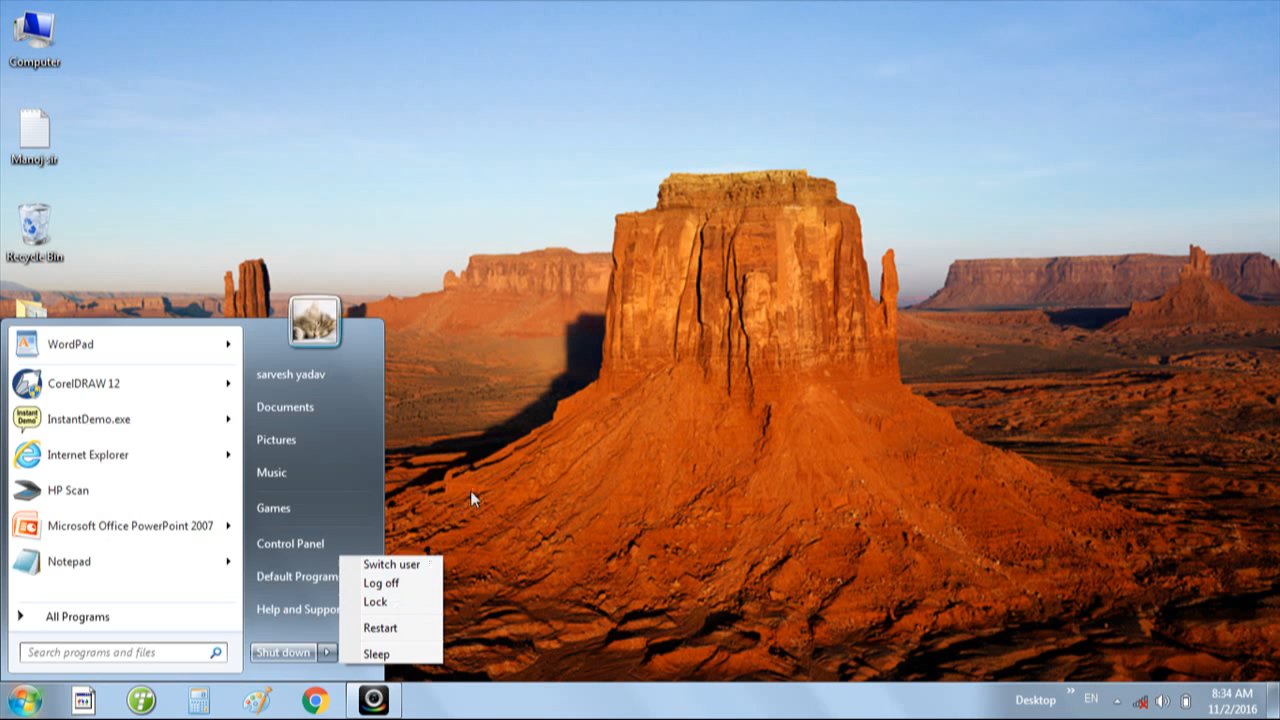 Computer
Manoj sir
Recycle Bin
WordPad
CorelDRAW 12
Instant
Demo
InstantDemo.exe
Internet Explorer
HP Scan
Microsoft Office PowerPoint 2007
Notepad
All Programs
Search programs and files
sarvesh yadav
Documents
Pictures
Music
Games
Control Panel
Default Program
Help and Suppor
Shut down
Switch user
Log off
Lock
Restart
Sleep
Desktop
EN
8:34 AM
11/2/2016